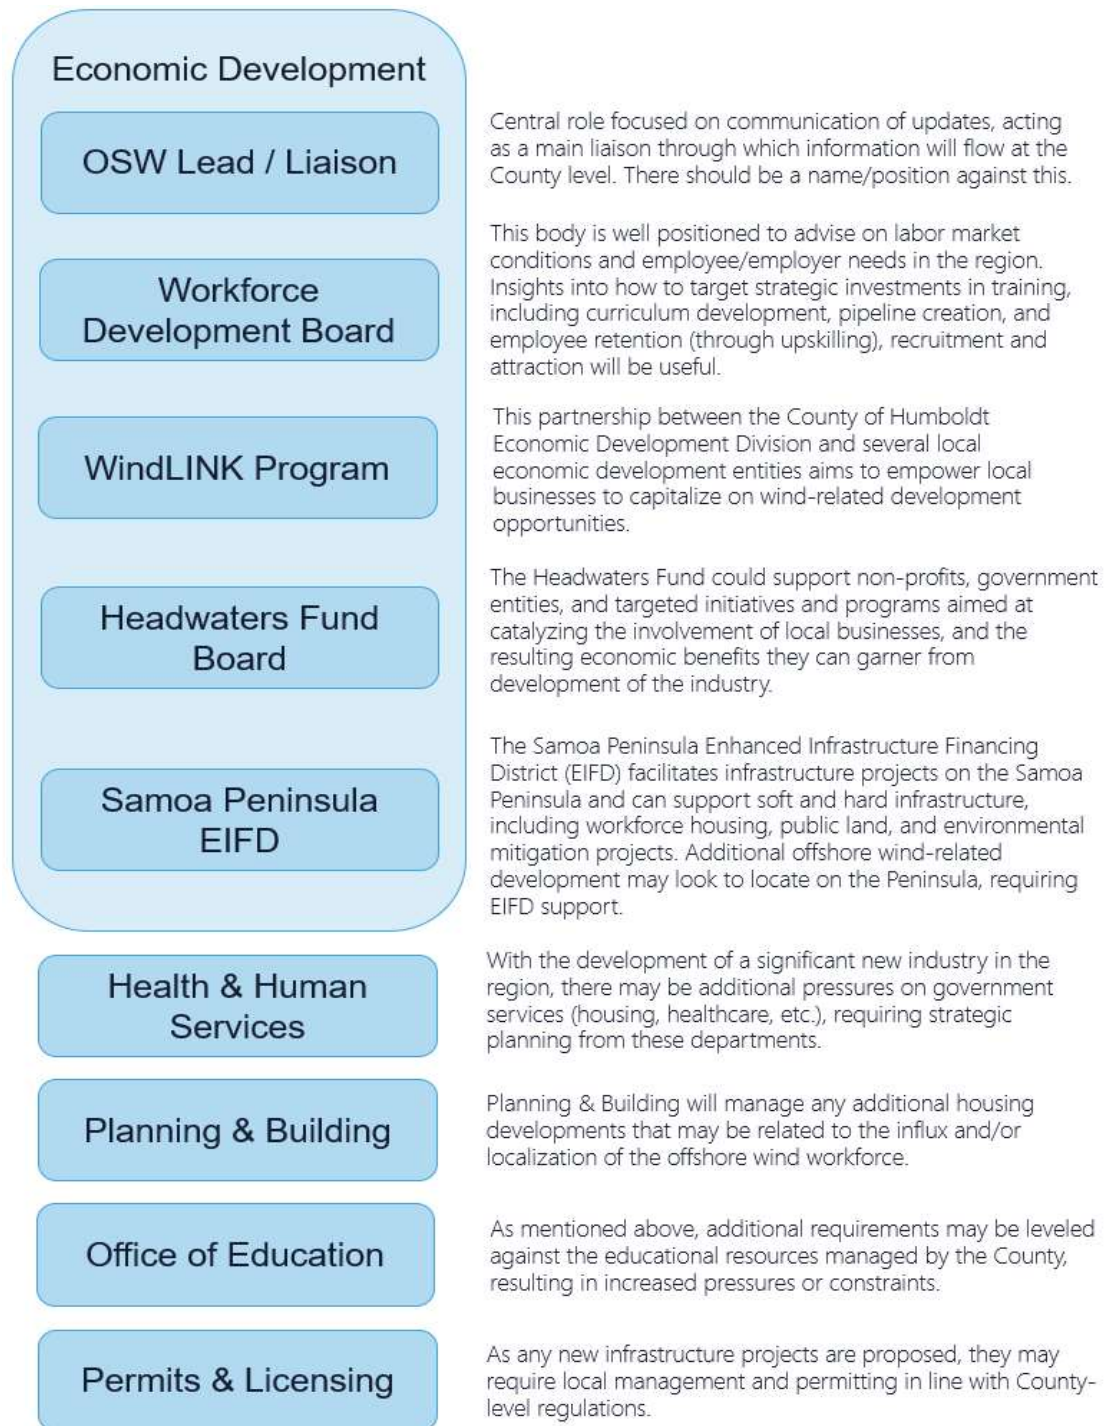 Economic Development
OSW Lead / Liaison
Central role focused on communication of updates, acting
as a main liaison through which information will flow at the
County level. There should be a name/position against this.
Workforce
Development Board
This body is well positioned to advise on labor market
conditions and employee/employer needs in the region.
Insights into how to target strategic investments in training,
including curriculum development, pipeline creation, and
employee retention (through upskilling), recruitment and
attraction will be useful.
WindLINK Program
This partnership between the County of Humboldt
Economic Development Division and several local
economic development entities aims to empower local
businesses to capitalize on wind-related development
opportunities.
Headwaters Fund
Board
The Headwaters Fund could support non-profits, government
entities, and targeted initiatives and programs aimed at
catalyzing the involvement of local businesses, and the
resulting economic benefits they can garner from
development of the industry.
Samoa Peninsula
EIFD
The Samoa Peninsula Enhanced Infrastructure Financing
District (EIFD) facilitates infrastructure projects on the Samoa
Peninsula and can support soft and hard infrastructure,
including workforce housing, public land, and environmental
mitigation projects. Additional offshore wind-related
development may look to locate on the Peninsula, requiring
EIFD support.
Health & Human
Services
With the development of a significant new industry in the
region, there may be additional pressures on government
services (housing, healthcare, etc.), requiring strategic
planning from these departments.
Planning & Building
Planning & Building will manage any additional housing
developments that may be related to the influx and/or
localization of the offshore wind workforce.
Office of Education
As mentioned above, additional requirements may be leveled
against the educational resources managed by the County,
resulting in increased pressures or constraints.
Permits & Licensing
As any new infrastructure projects are proposed, they may
require local management and permitting in line with County-
level regulations.